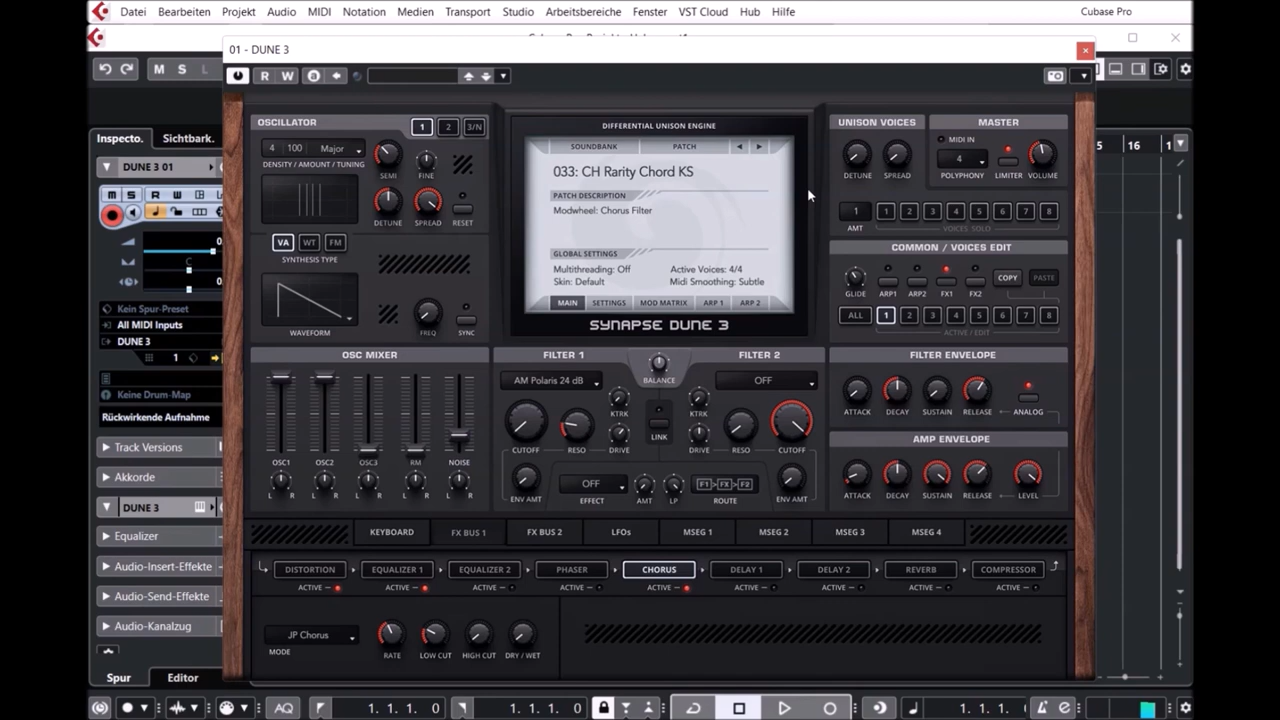 Datei Bearbeiten Projekt Audio MIDI Notation Medien Transport Studio Arbeitsbereiche Fenster VST Cloud Hub Hilfe Cubase Pro
01 - DUNE 3
M S L R W
5 16 1
Inspecto. Sichtbark.
DUNE 3 01
m S R W
0.
C 0
0.
Kein Spur-Preset
All MIDI Inputs
DUNE 3
1
Keine Drum-Map
Rückwirkende Aufnahme
Track Versions
Akkorde
DUNE 3
Equalizer
Audio-Insert-Effekte
Audio-Send-Effekte
Audio-Kanalzug
Spur Editor
OSCILLATOR 1 2 3/N
4 100 Major
DENSITY / AMOUNT / TUNING
SEMI FINE
DETUNE SPREAD RESET
VA WT FM
SYNTHESIS TYPE
WAVEFORM FREQ SYNC
DIFFERENTIAL UNISON ENGINE
SOUNDBANK PATCH
033: CH Rarity Chord KS
PATCH DESCRIPTION
Modwheel: Chorus Filter
GLOBAL SETTINGS
Multithreading: Off Active Voices: 4/4
Skin: Default Midi Smoothing: Subtle
MAIN SETTINGS MOD MATRIX ARP 1 ARP 2
SYNAPSE DUNE 3
UNISON VOICES MASTER
MIDI IN
4
DETUNE SPREAD POLYPHONY LIMITER VOLUME
1 1 2 3 4 5 6 7 8
AMT VOICES SOLO
COMMON / VOICES EDIT
COPY PASTE
GLIDE ARP1 ARP2 FX1 FX2
ALL 1 2 3 4 5 6 7 8
ACTIVE / EDIT
OSC MIXER
OSC1 OSC2 OSC3 RM NOISE
L R L R L R L R L R
FILTER 1 FILTER 2
AM Polaris 24 dB BALANCE OFF
KTRK KTRK
LINK
CUTOFF RESO DRIVE DRIVE RESO CUTOFF
OFF F1 FX F2
ENV AMT EFFECT AMT LP ROUTE ENV AMT
FILTER ENVELOPE
ATTACK DECAY SUSTAIN RELEASE ANALOG
AMP ENVELOPE
ATTACK DECAY SUSTAIN RELEASE LEVEL
KEYBOARD FX BUS 1 FX BUS 2 LFOs MSEG 1 MSEG 2 MSEG 3 MSEG 4
DISTORTION EQUALIZER 1 EQUALIZER 2 PHASER CHORUS DELAY 1 DELAY 2 REVERB COMPRESSOR
ACTIVE ACTIVE ACTIVE ACTIVE ACTIVE ACTIVE ACTIVE ACTIVE ACTIVE
JP Chorus
MODE RATE LOW CUT HIGH CUT DRY / WET
AQ 1. 1. 1. 0 1. 1. 1. 0 1. 1. 1. 0